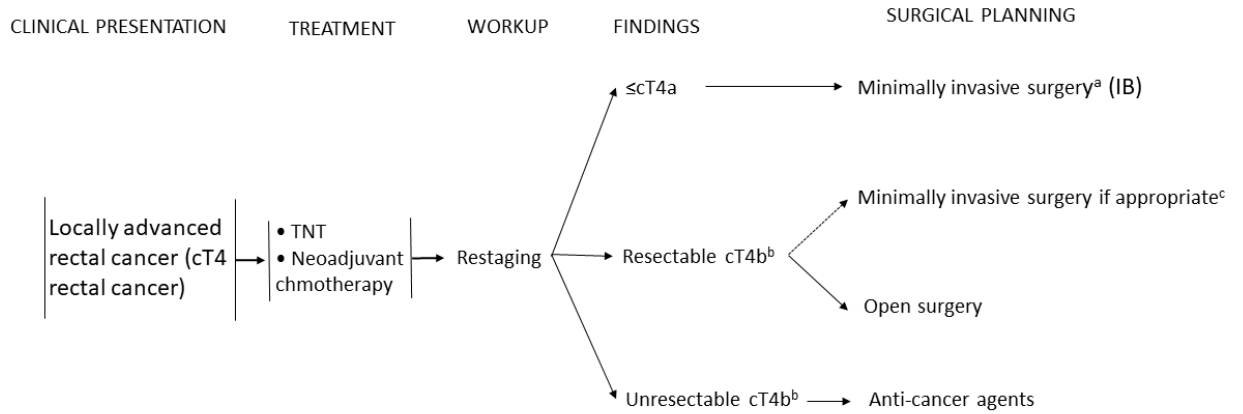 CLINICAL PRESENTATION
TREATMENT
WORKUP
FINDINGS
SURGICAL PLANNING
Locally advanced
rectal cancer (cT4
rectal cancer)
• TNT
• Neoadjuvant
chmotherapy
Restaging
≤cT4a
Minimally invasive surgeryᵃ (IB)
Resectable cT4bᵇ
Minimally invasive surgery if appropriateᶜ
Open surgery
Unresectable cT4bᵇ
Anti-cancer agents